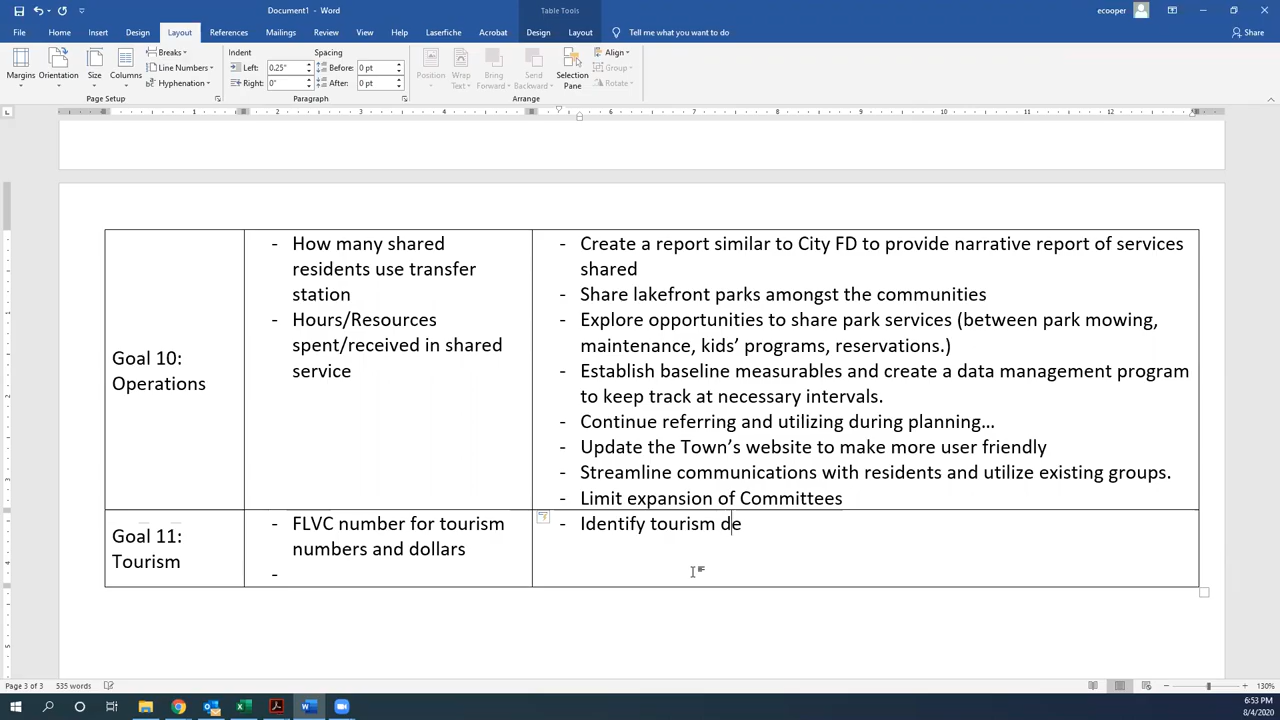 Document1 - Word
Table Tools
ecooper
File Home Insert Design Layout References Mailings Review View Help Laserfiche Acrobat Design Layout Tell me what you want to do Share
Margins Orientation Size Columns
Breaks
Line Numbers
Hyphenation
Page Setup
Indent
Left: 0.25"
Right: 0"
Spacing
Before: 0 pt
After: 0 pt
Paragraph
Position
Wrap Text
Bring Forward
Send Backward
Selection Pane
Align
Group
Rotate
Arrange
Goal 10:
Operations
- How many shared
residents use transfer
station
- Hours/Resources
spent/received in shared
service
- Create a report similar to City FD to provide narrative report of services
shared
- Share lakefront parks amongst the communities
- Explore opportunities to share park services (between park mowing,
maintenance, kids’ programs, reservations.)
- Establish baseline measurables and create a data management program
to keep track at necessary intervals.
- Continue referring and utilizing during planning…
- Update the Town’s website to make more user friendly
- Streamline communications with residents and utilize existing groups.
- Limit expansion of Committees
Goal 11:
Tourism
- FLVC number for tourism
numbers and dollars
-
- Identify tourism de
Page 3 of 3 535 words
130%
6:53 PM
8/4/2020